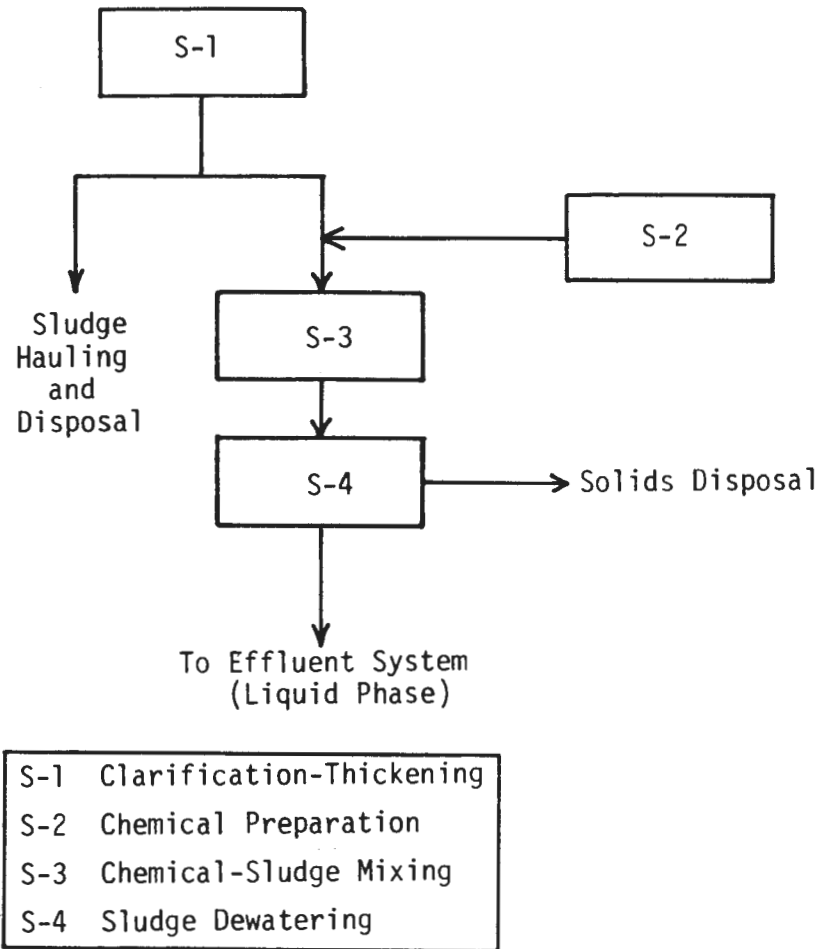 S-1
S-2
Sludge
Hauling
and
Disposal
S-3
S-4
Solids Disposal
To Effluent System
(Liquid Phase)
S-1 Clarification-Thickening
S-2 Chemical Preparation
S-3 Chemical-Sludge Mixing
S-4 Sludge Dewatering